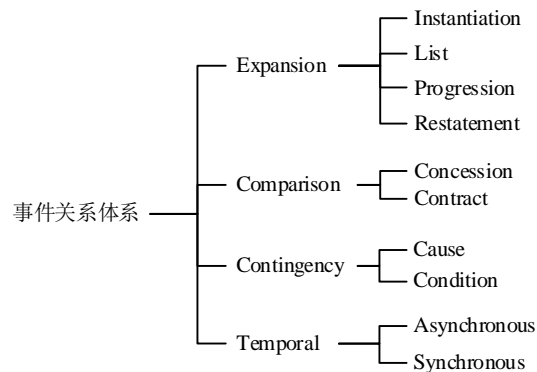 事件关系体系
Expansion
Instantiation
List
Progression
Restatement
Comparison
Concession
Contract
Contingency
Cause
Condition
Temporal
Asynchronous
Synchronous